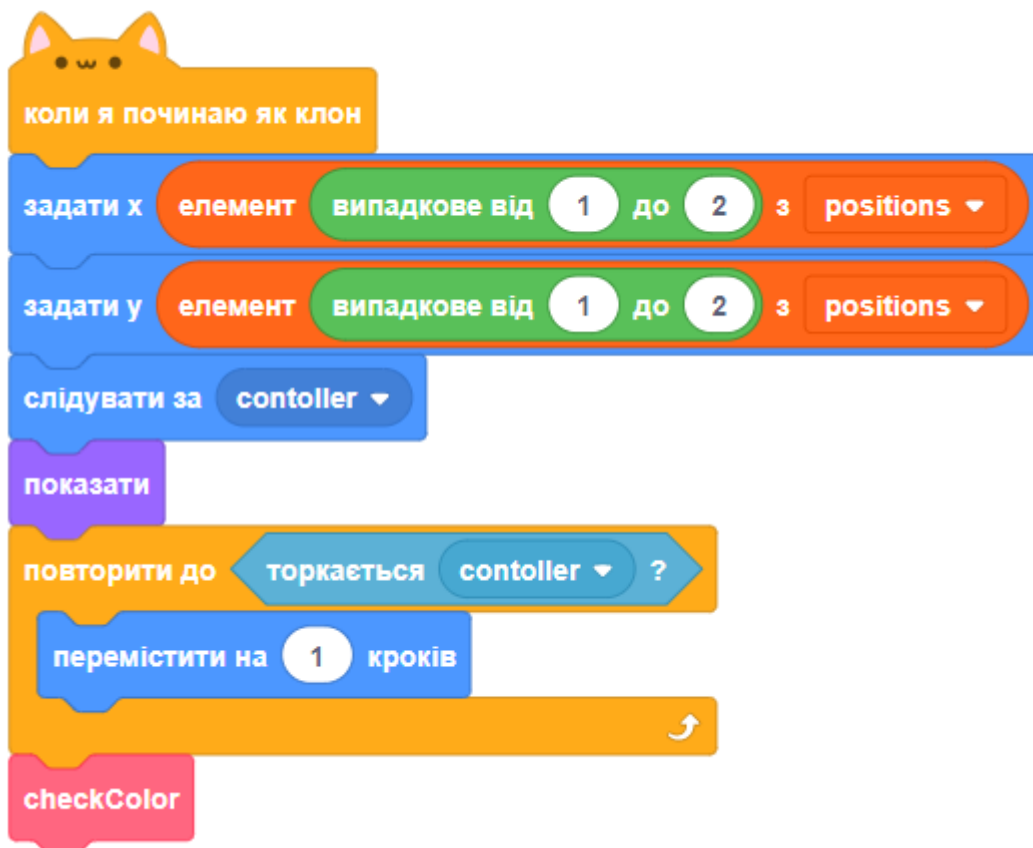 коли я починаю як клон
задати x елемент випадкове від 1 до 2 з positions
задати y елемент випадкове від 1 до 2 з positions
слідувати за contoller
показати
повторити до торкається contoller ?
перемістити на 1 кроків
checkColor